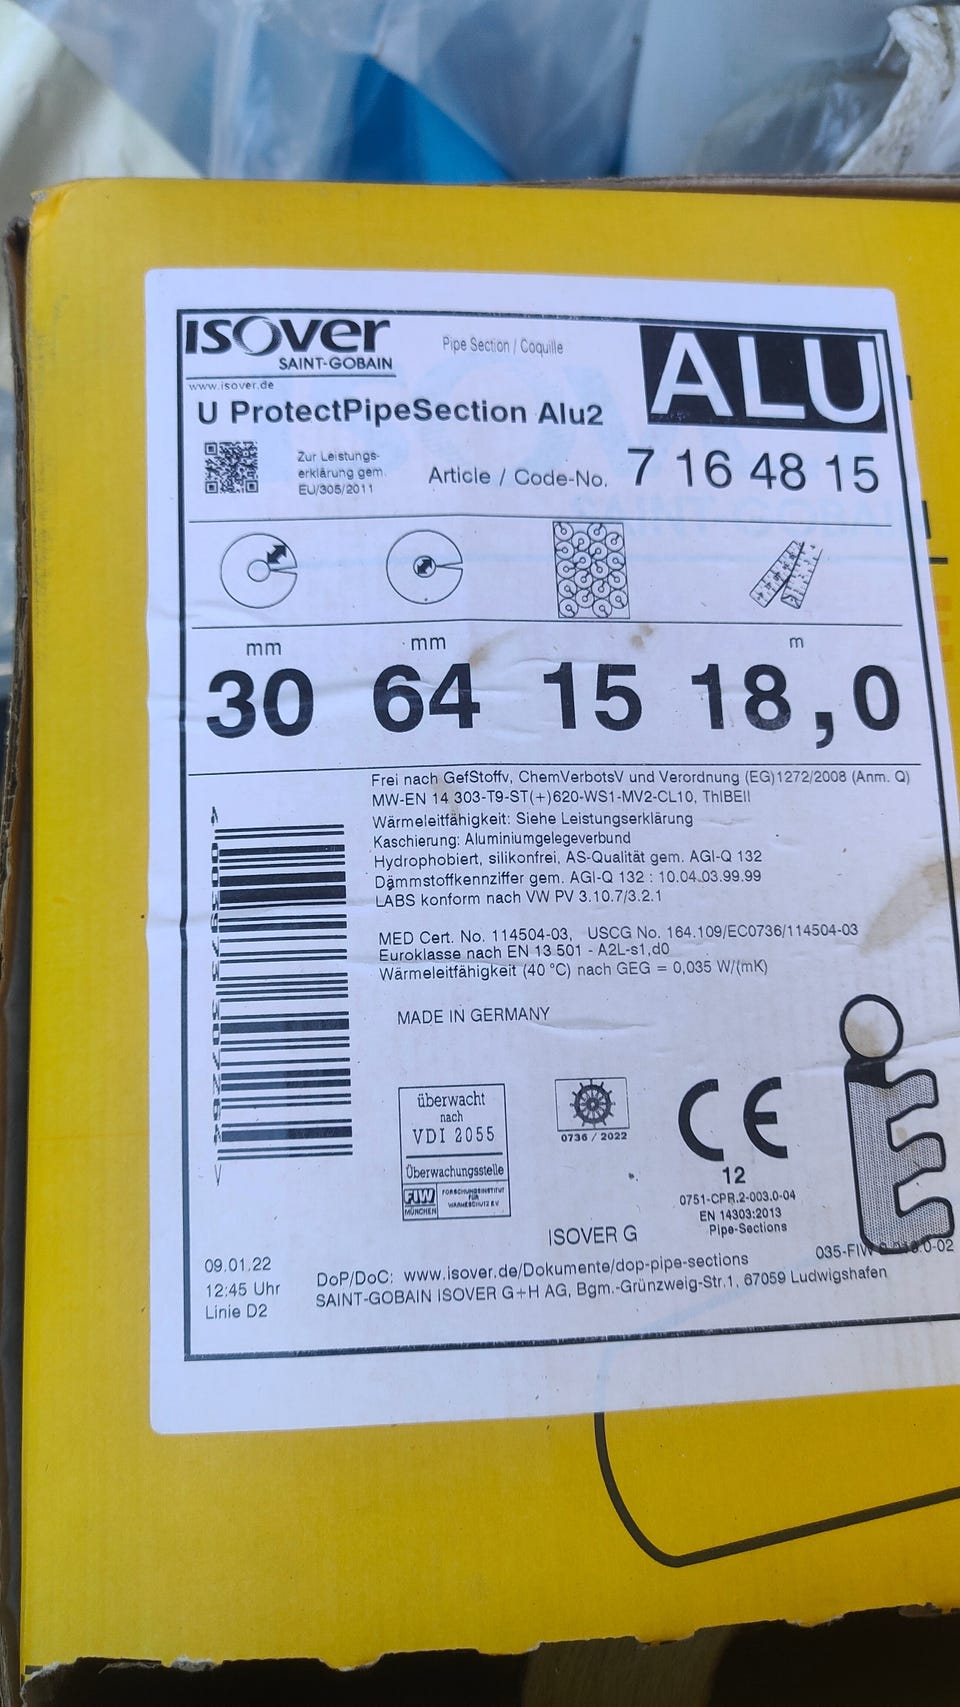 isover
SAINT-GOBAIN
www.isover.de
Pipe Section / Coquille
ALU
U ProtectPipeSection Alu2
Zur Leistungs-
erklärung gem.
EU/305/2011
Article / Code-No. 7 16 48 15
mm mm m
30 64 15 18,0
Frei nach GefStoffv, ChemVerbotsV und Verordnung (EG)1272/2008 (Anm. Q)
MW-EN 14 303-T9-ST(+)620-WS1-MV2-CL10, ThIBEII
Wärmeleitfähigkeit: Siehe Leistungserklärung
Kaschierung: Aluminiumgelegeverbund
Hydrophobiert, silikonfrei, AS-Qualität gem. AGI-Q 132
Dämmstoffkennziffer gem. AGI-Q 132 : 10.04.03.99.99
LABS konform nach VW PV 3.10.7/3.2.1
MED Cert. No. 114504-03, USCG No. 164.109/EC0736/114504-03
Euroklasse nach EN 13 501 - A2L-s1,d0
Wärmeleitfähigkeit (40 °C) nach GEG = 0,035 W/(mK)
MADE IN GERMANY
überwacht
nach
VDI 2055
Überwachungsstelle
FIW
MÜNCHEN
FORSCHUNGSINSTITUT
FÜR
WÄRMESCHUTZ E.V.
0736 / 2022
CE
12
0751-CPR.2-003.0-04
EN 14303:2013
Pipe-Sections
ISOVER G
09.01.22
12:45 Uhr
Linie D2
DoP/DoC: www.isover.de/Dokumente/dop-pipe-sections
SAINT-GOBAIN ISOVER G+H AG, Bgm.-Grünzweig-Str.1, 67059 Ludwigshafen